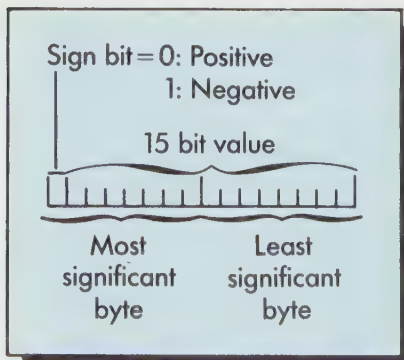 Sign bit = 0: Positive
1: Negative
15 bit value
Most
significant
byte
Least
significant
byte